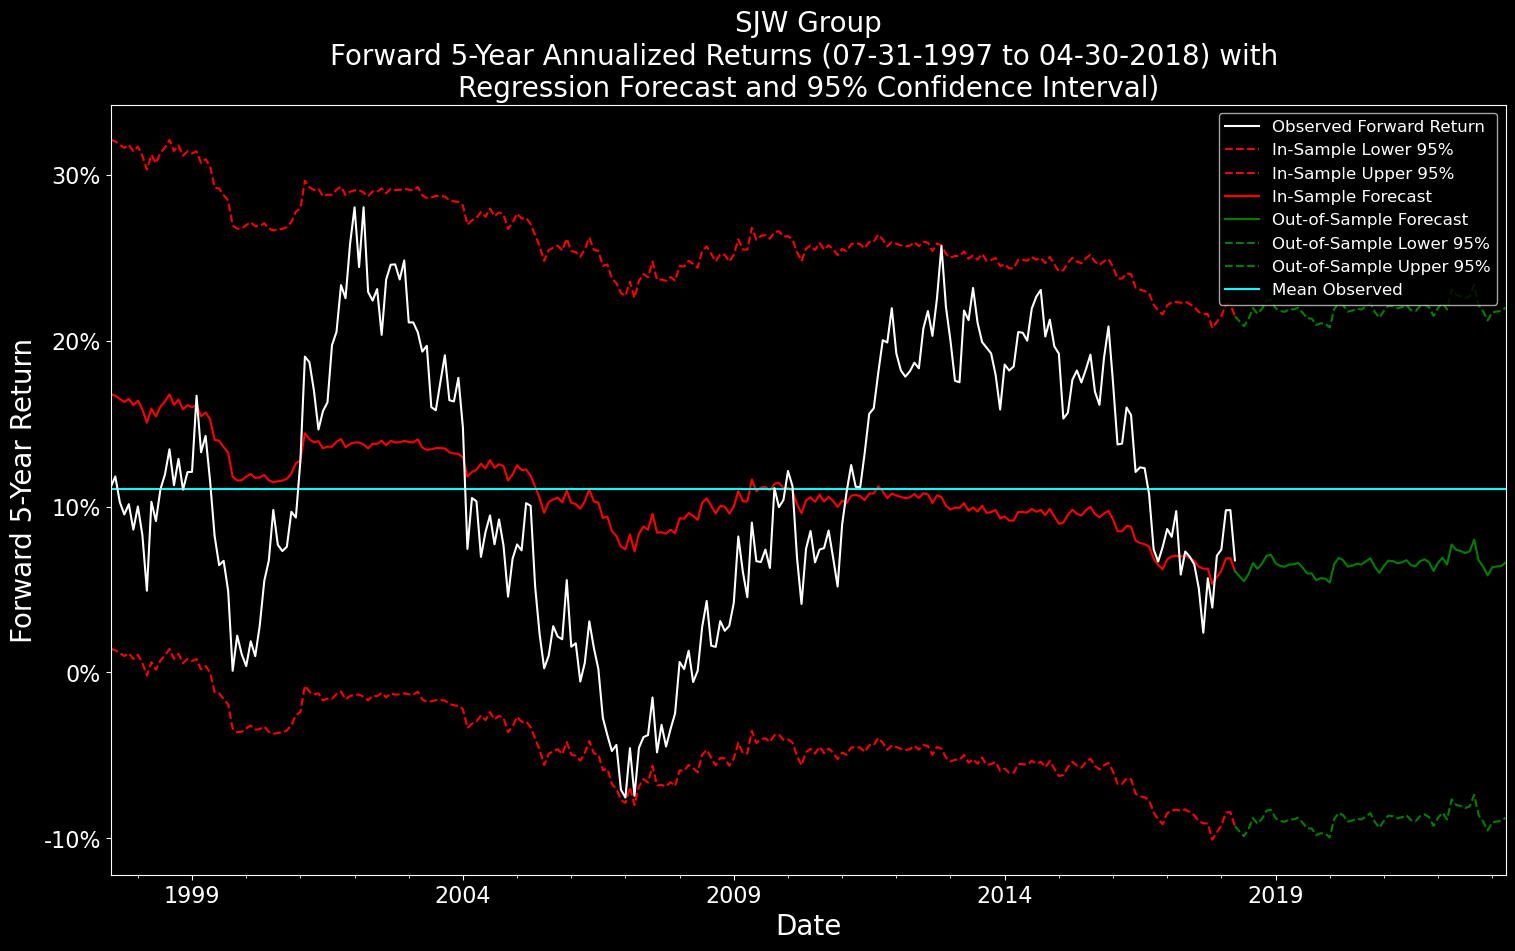 SJW Group
Forward 5-Year Annualized Returns (07-31-1997 to 04-30-2018) with
Regression Forecast and 95% Confidence Interval)
Observed Forward Return
In-Sample Lower 95%
In-Sample Upper 95%
In-Sample Forecast
Out-of-Sample Forecast
Out-of-Sample Lower 95%
Out-of-Sample Upper 95%
Mean Observed
Forward 5-Year Return
30%
20%
10%
0%
-10%
1999
2004
2009
2014
2019
Date